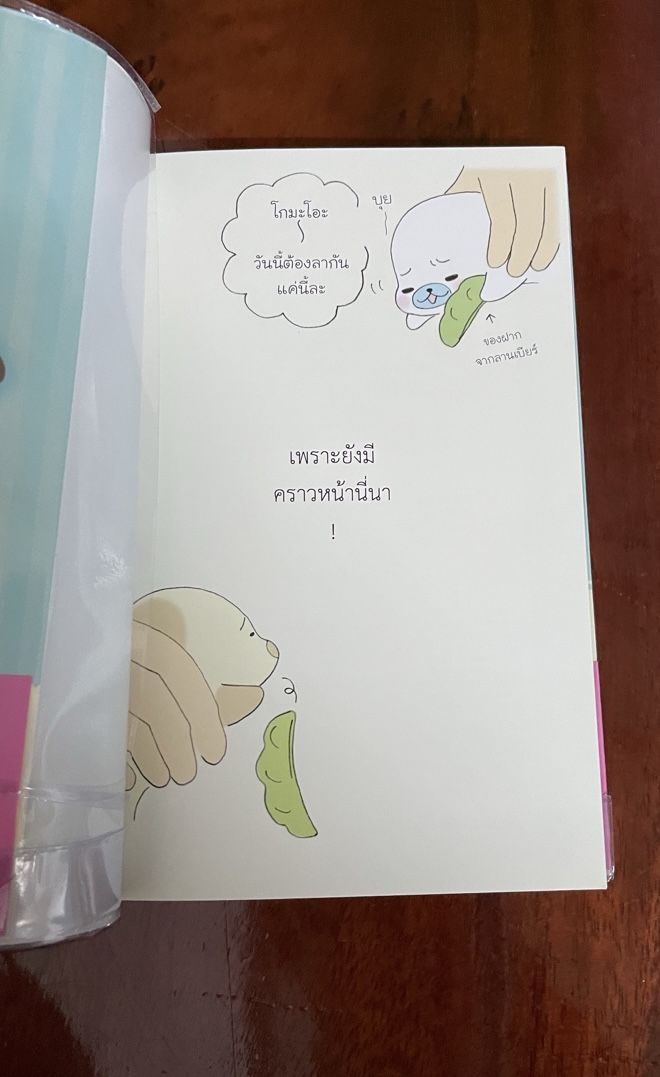 โกมะโอะ
วันนี้ต้องลากัน
แค่นี้ละ
บุย
ของฝาก
จากลานเบียร์
เพราะยังมี
คราวหน้านี่นา
!